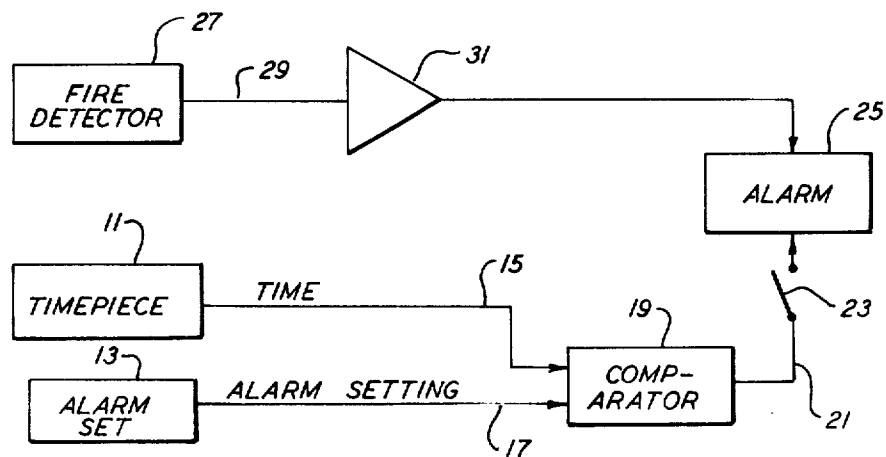 27
FIRE
DETECTOR
29
31
25
ALARM
11
TIMEPIECE
TIME
15
23
13
ALARM
SET
ALARM SETTING
17
19
COMP-
ARATOR
21